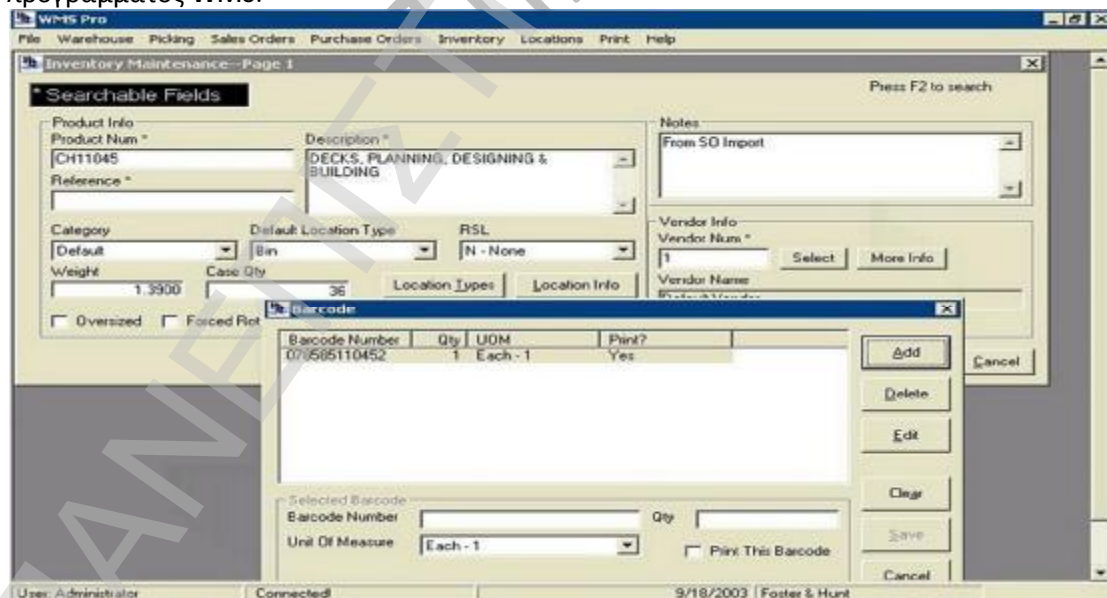 προγράμματος WMS.
WMS Pro
File Warehouse Picking Sales Orders Purchase Orders Inventory Locations Print Help
Inventory Maintenance--Page 1
* Searchable Fields
Press F2 to search
Product Info
Product Num *
CH11045
Reference *
Description *
DECKS, PLANNING, DESIGNING &
BUILDING
Notes
From SO Import
Category
Default
Default Location Type
Bin
RSL
N - None
Weight
1.3900
Case Qty
36
Location Types
Location Info
Oversized
Vendor Info
Vendor Num *
1
Select
More Info
Vendor Name
Default Vendor
Cancel
Barcode
Barcode Number Qty UOM Print?
078585110452 1 Each - 1 Yes
Add
Delete
Edit
Clear
Save
Cancel
Selected Barcode
Barcode Number
Qty
Unit Of Measure
Each - 1
Print This Barcode
User: Administrator Connected! 9/18/2003 Foster & Hunt